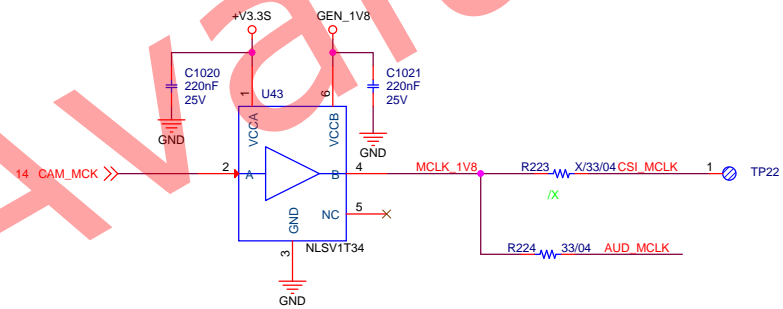 +V3.3S
GEN_1V8
C1020
220nF
25V
C1021
220nF
25V
1
U43
6
VCCA
VCCB
GND
GND
14 CAM_MCK
2
A
B
4
MCLK_1V8
R223
X/33/04
CSI_MCLK
1
TP22
/X
GND
NC
5
3
NLSV1T34
R224
33/04
AUD_MCLK
GND